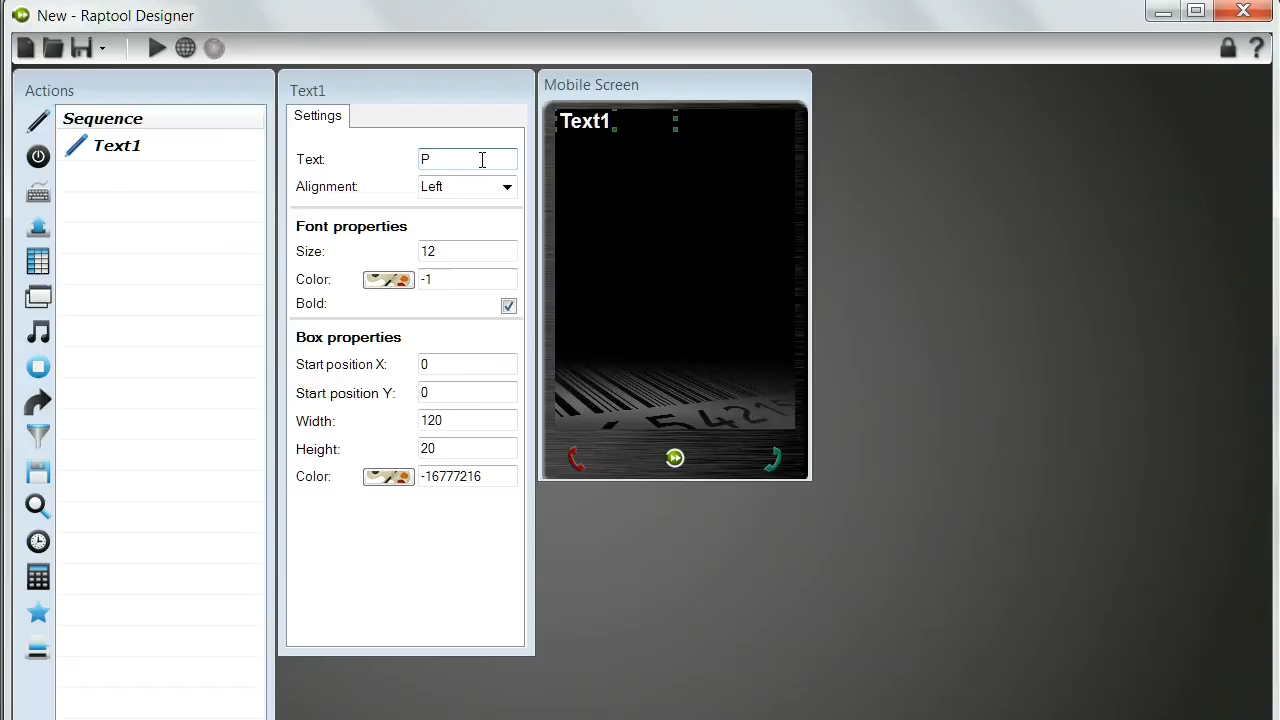 New - Raptool Designer
Actions
Sequence
Text1
Text1
Settings
Text: P
Alignment: Left
Font properties
Size: 12
Color: -1
Bold:
Box properties
Start position X: 0
Start position Y: 0
Width: 120
Height: 20
Color: -16777216
Mobile Screen
Text1